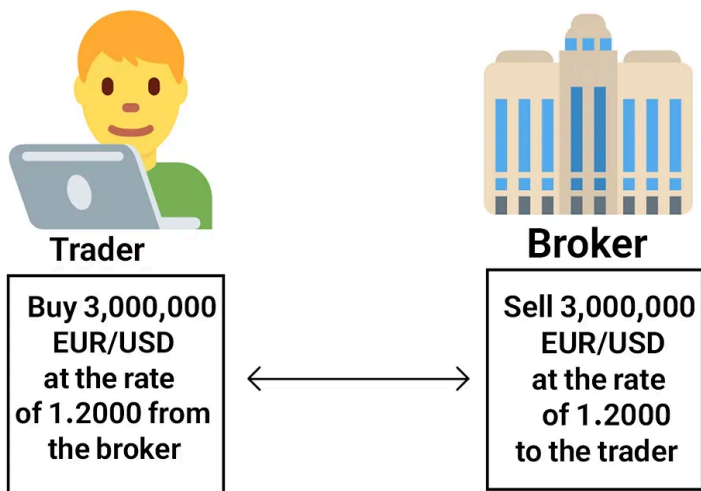 Trader
Buy 3,000,000
EUR/USD
at the rate
of 1.2000 from
the broker
Broker
Sell 3,000,000
EUR/USD
at the rate
of 1.2000
to the trader